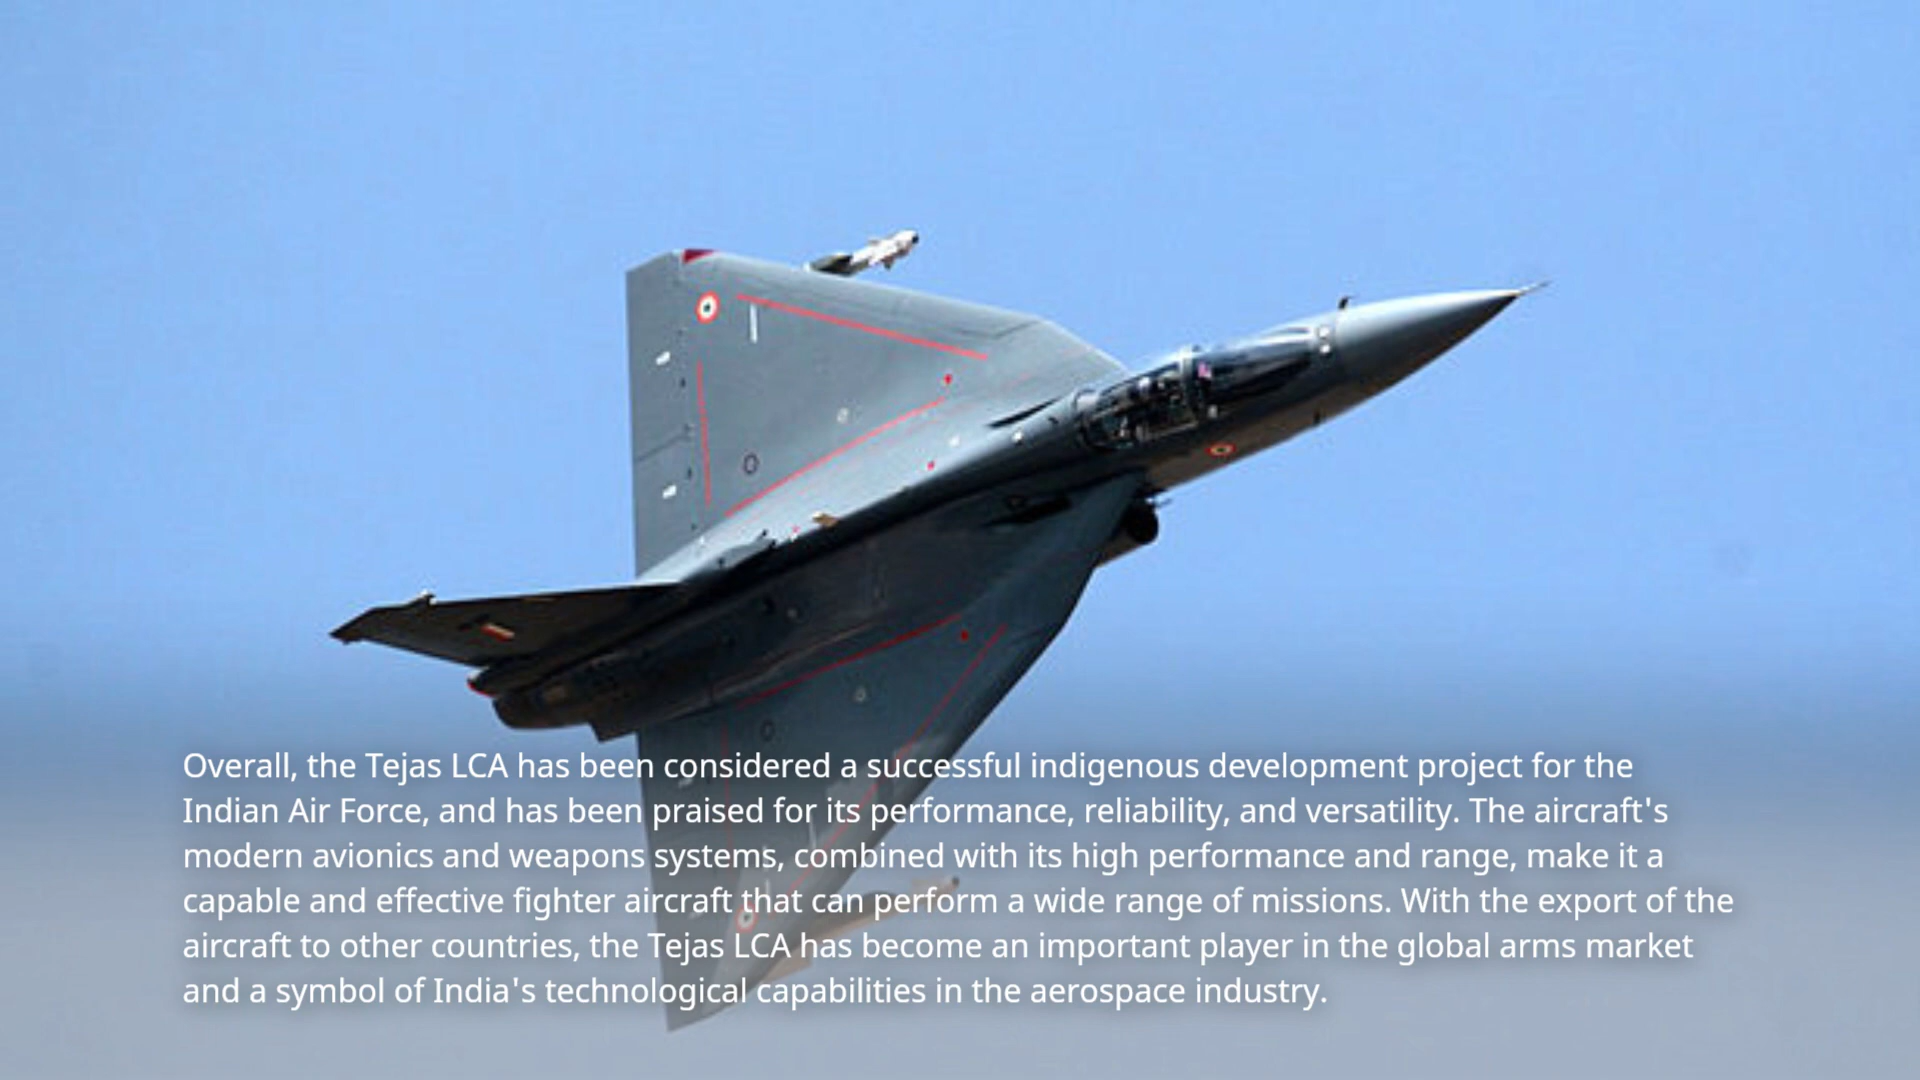 Overall, the Tejas LCA has been considered a successful indigenous development project for the
Indian Air Force, and has been praised for its performance, reliability, and versatility. The aircraft's
modern avionics and weapons systems, combined with its high performance and range, make it a
capable and effective fighter aircraft that can perform a wide range of missions. With the export of the
aircraft to other countries, the Tejas LCA has become an important player in the global arms market
and a symbol of India's technological capabilities in the aerospace industry.